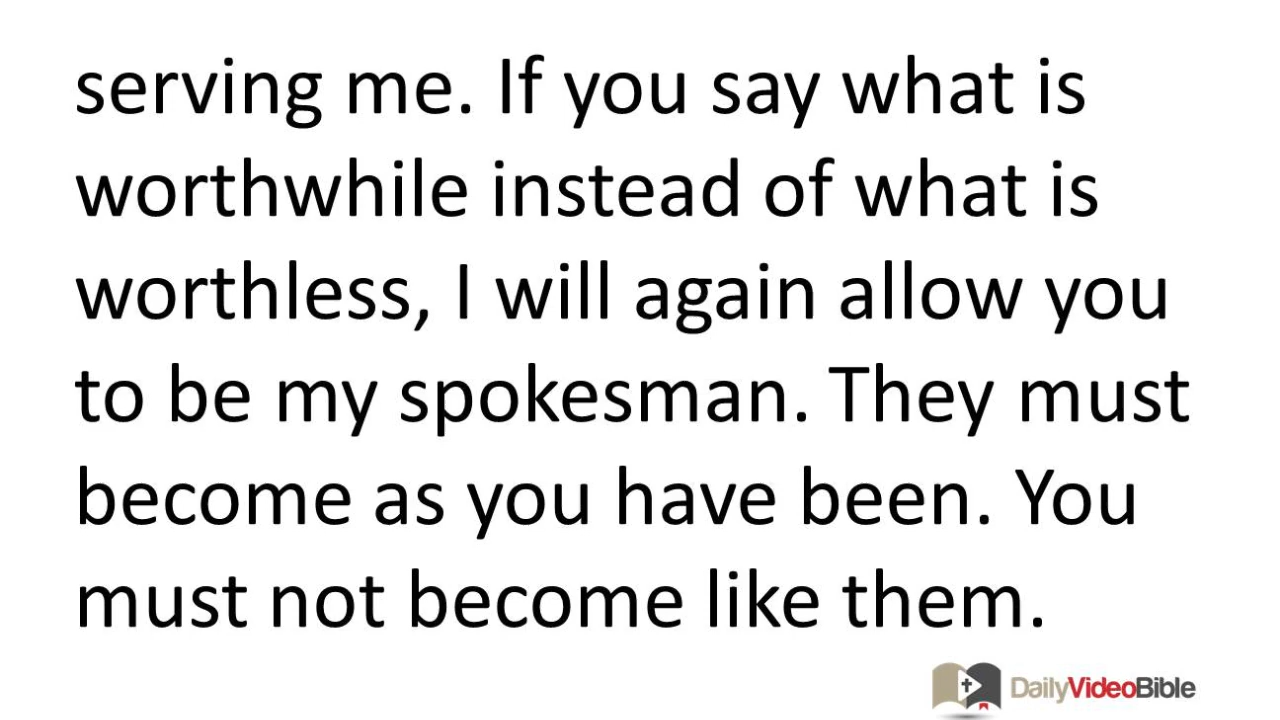 serving me. If you say what is
worthwhile instead of what is
worthless, I will again allow you
to be my spokesman. They must
become as you have been. You
must not become like them.
DailyVideoBible